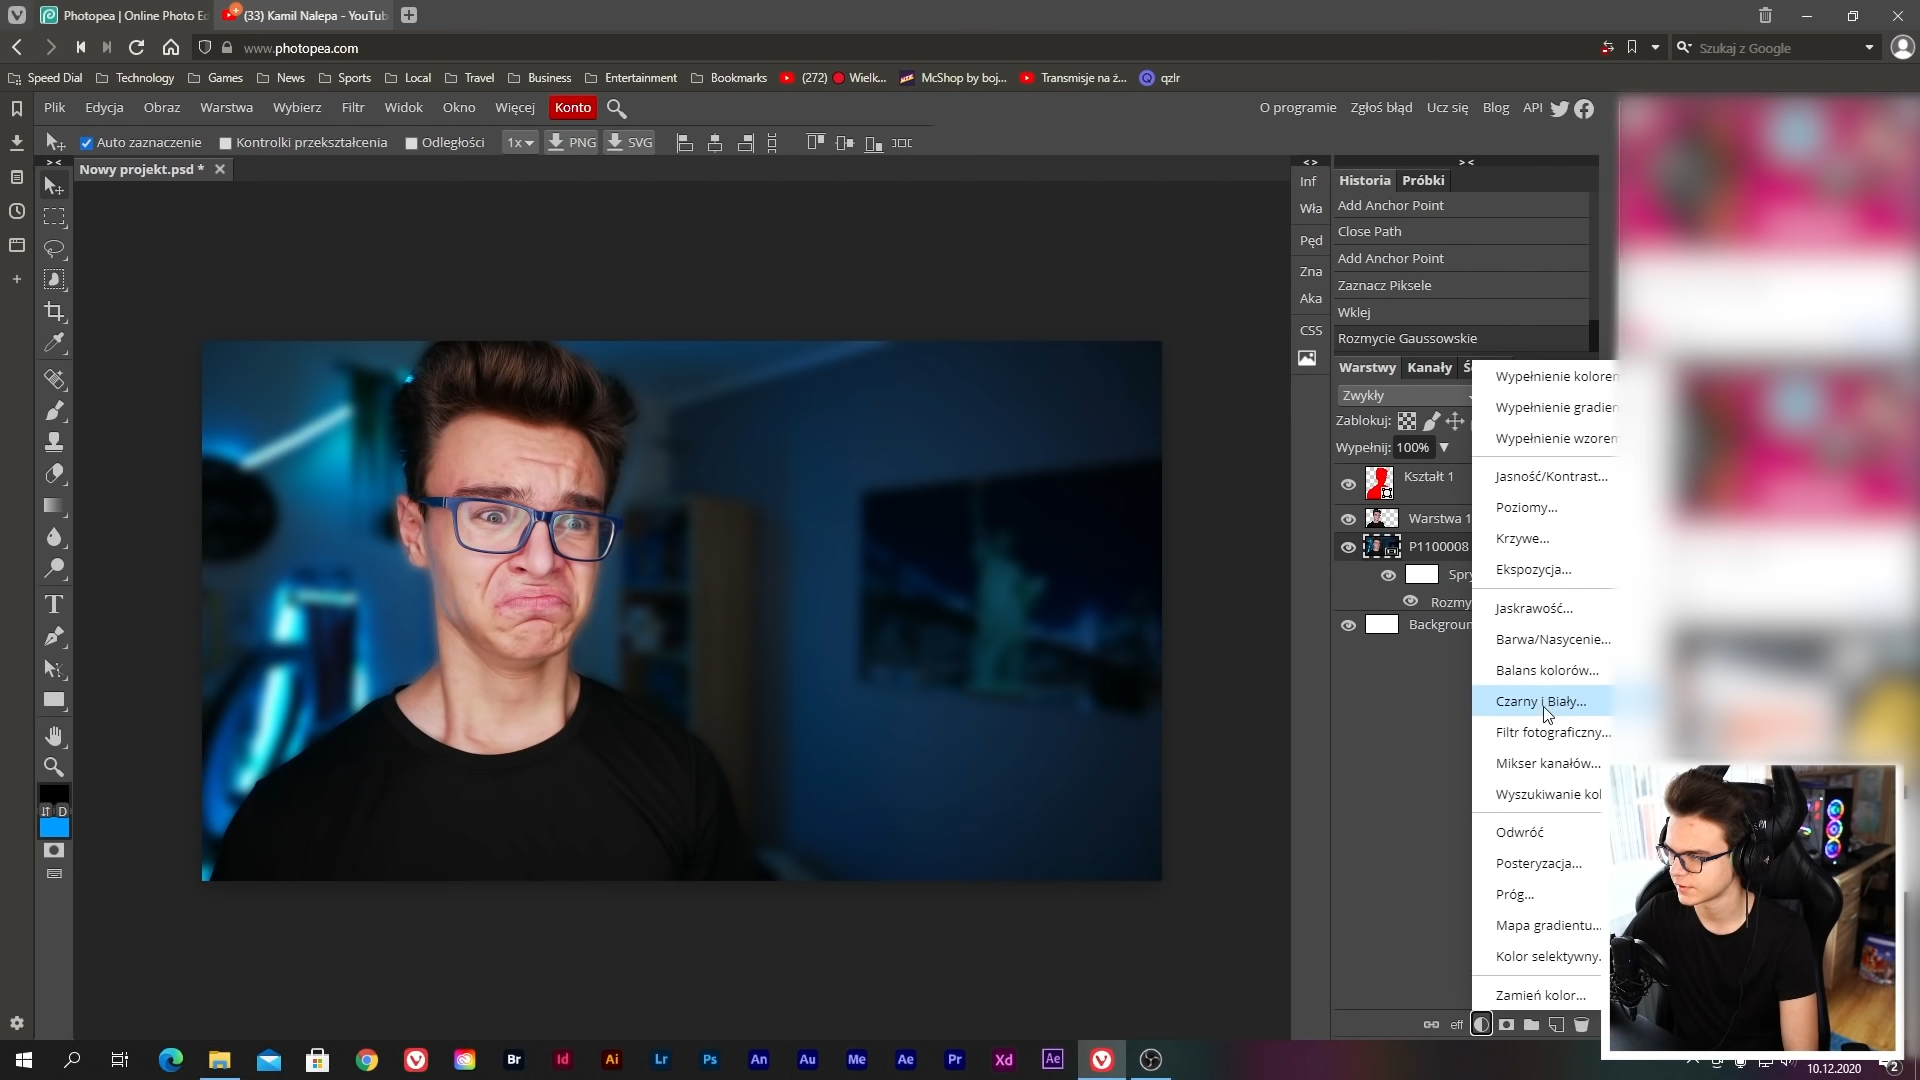 Photopea | Online Photo Ed
(33) Kamil Nalepa - YouTub
www.photopea.com
Szukaj z Google
Speed Dial
Technology
Games
News
Sports
Local
Travel
Business
Entertainment
Bookmarks
(272)
Wielk...
McShop by boj...
Transmisje na ż...
qzlr
Plik
Edycja
Obraz
Warstwa
Wybierz
Filtr
Widok
Okno
Więcej
Konto
O programie
Zgłoś błąd
Ucz się
Blog
API
Auto zaznaczenie
Kontrolki przekształcenia
Odległości
1x
PNG
SVG
Nowy projekt.psd *
Inf
Wła
Pęd
Zna
Aka
CSS
Historia
Próbki
Add Anchor Point
Close Path
Add Anchor Point
Zaznacz Piksele
Wklej
Rozmycie Gaussowskie
Warstwy
Kanały
Zwykły
Zablokuj:
Wypełnij:
100%
Kształt 1
Warstwa 1
P1100008
Spry
Rozmy
Backgroun
Wypełnienie kolorem
Wypełnienie gradien
Wypełnienie wzorem
Jasność/Kontrast...
Poziomy...
Krzywe...
Ekspozycja...
Jaskrawość...
Barwa/Nasycenie...
Balans kolorów...
Czarny i Biały...
Filtr fotograficzny...
Mikser kanałów...
Wyszukiwanie kol
Odwróć
Posteryzacja...
Próg...
Mapa gradientu...
Kolor selektywny.
Zamień kolor...
eff
D
T
Br
Id
Ai
Lr
Ps
An
Au
Me
Ae
Pr
Xd
Ae
10.12.2020
2